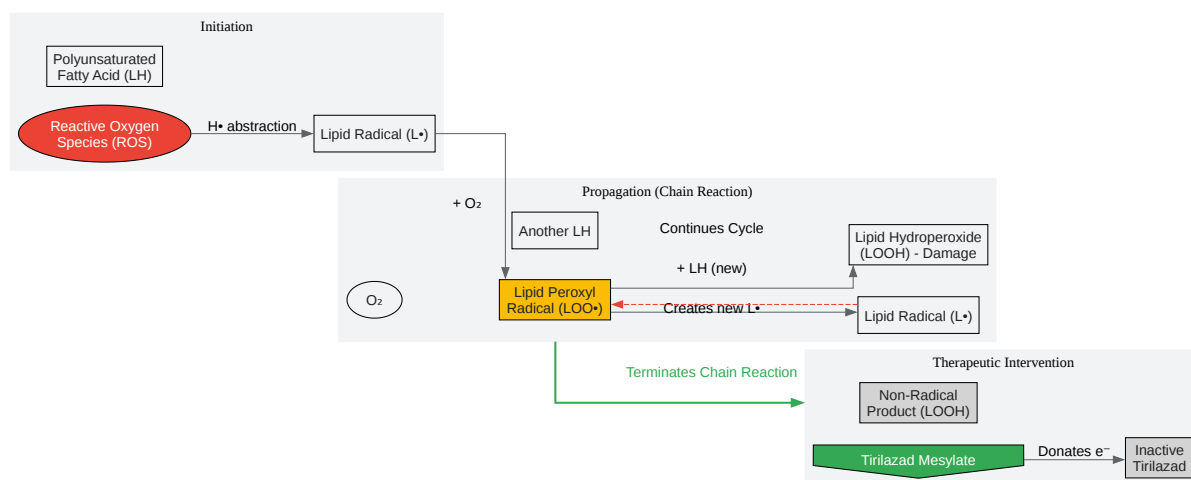 Initiation
Polyunsaturated
Fatty Acid (LH)
Reactive Oxygen
Species (ROS)
H• abstraction
Lipid Radical (L•)
Propagation (Chain Reaction)
+ O₂
Another LH
Continues Cycle
Lipid Hydroperoxide
(LOOH) - Damage
+ LH (new)
O₂
Lipid Peroxyl
Radical (LOO•)
Creates new L•
Lipid Radical (L•)
Therapeutic Intervention
Terminates Chain Reaction
Non-Radical
Product (LOOH)
Tirilazad Mesylate
Donates e⁻
Inactive
Tirilazad